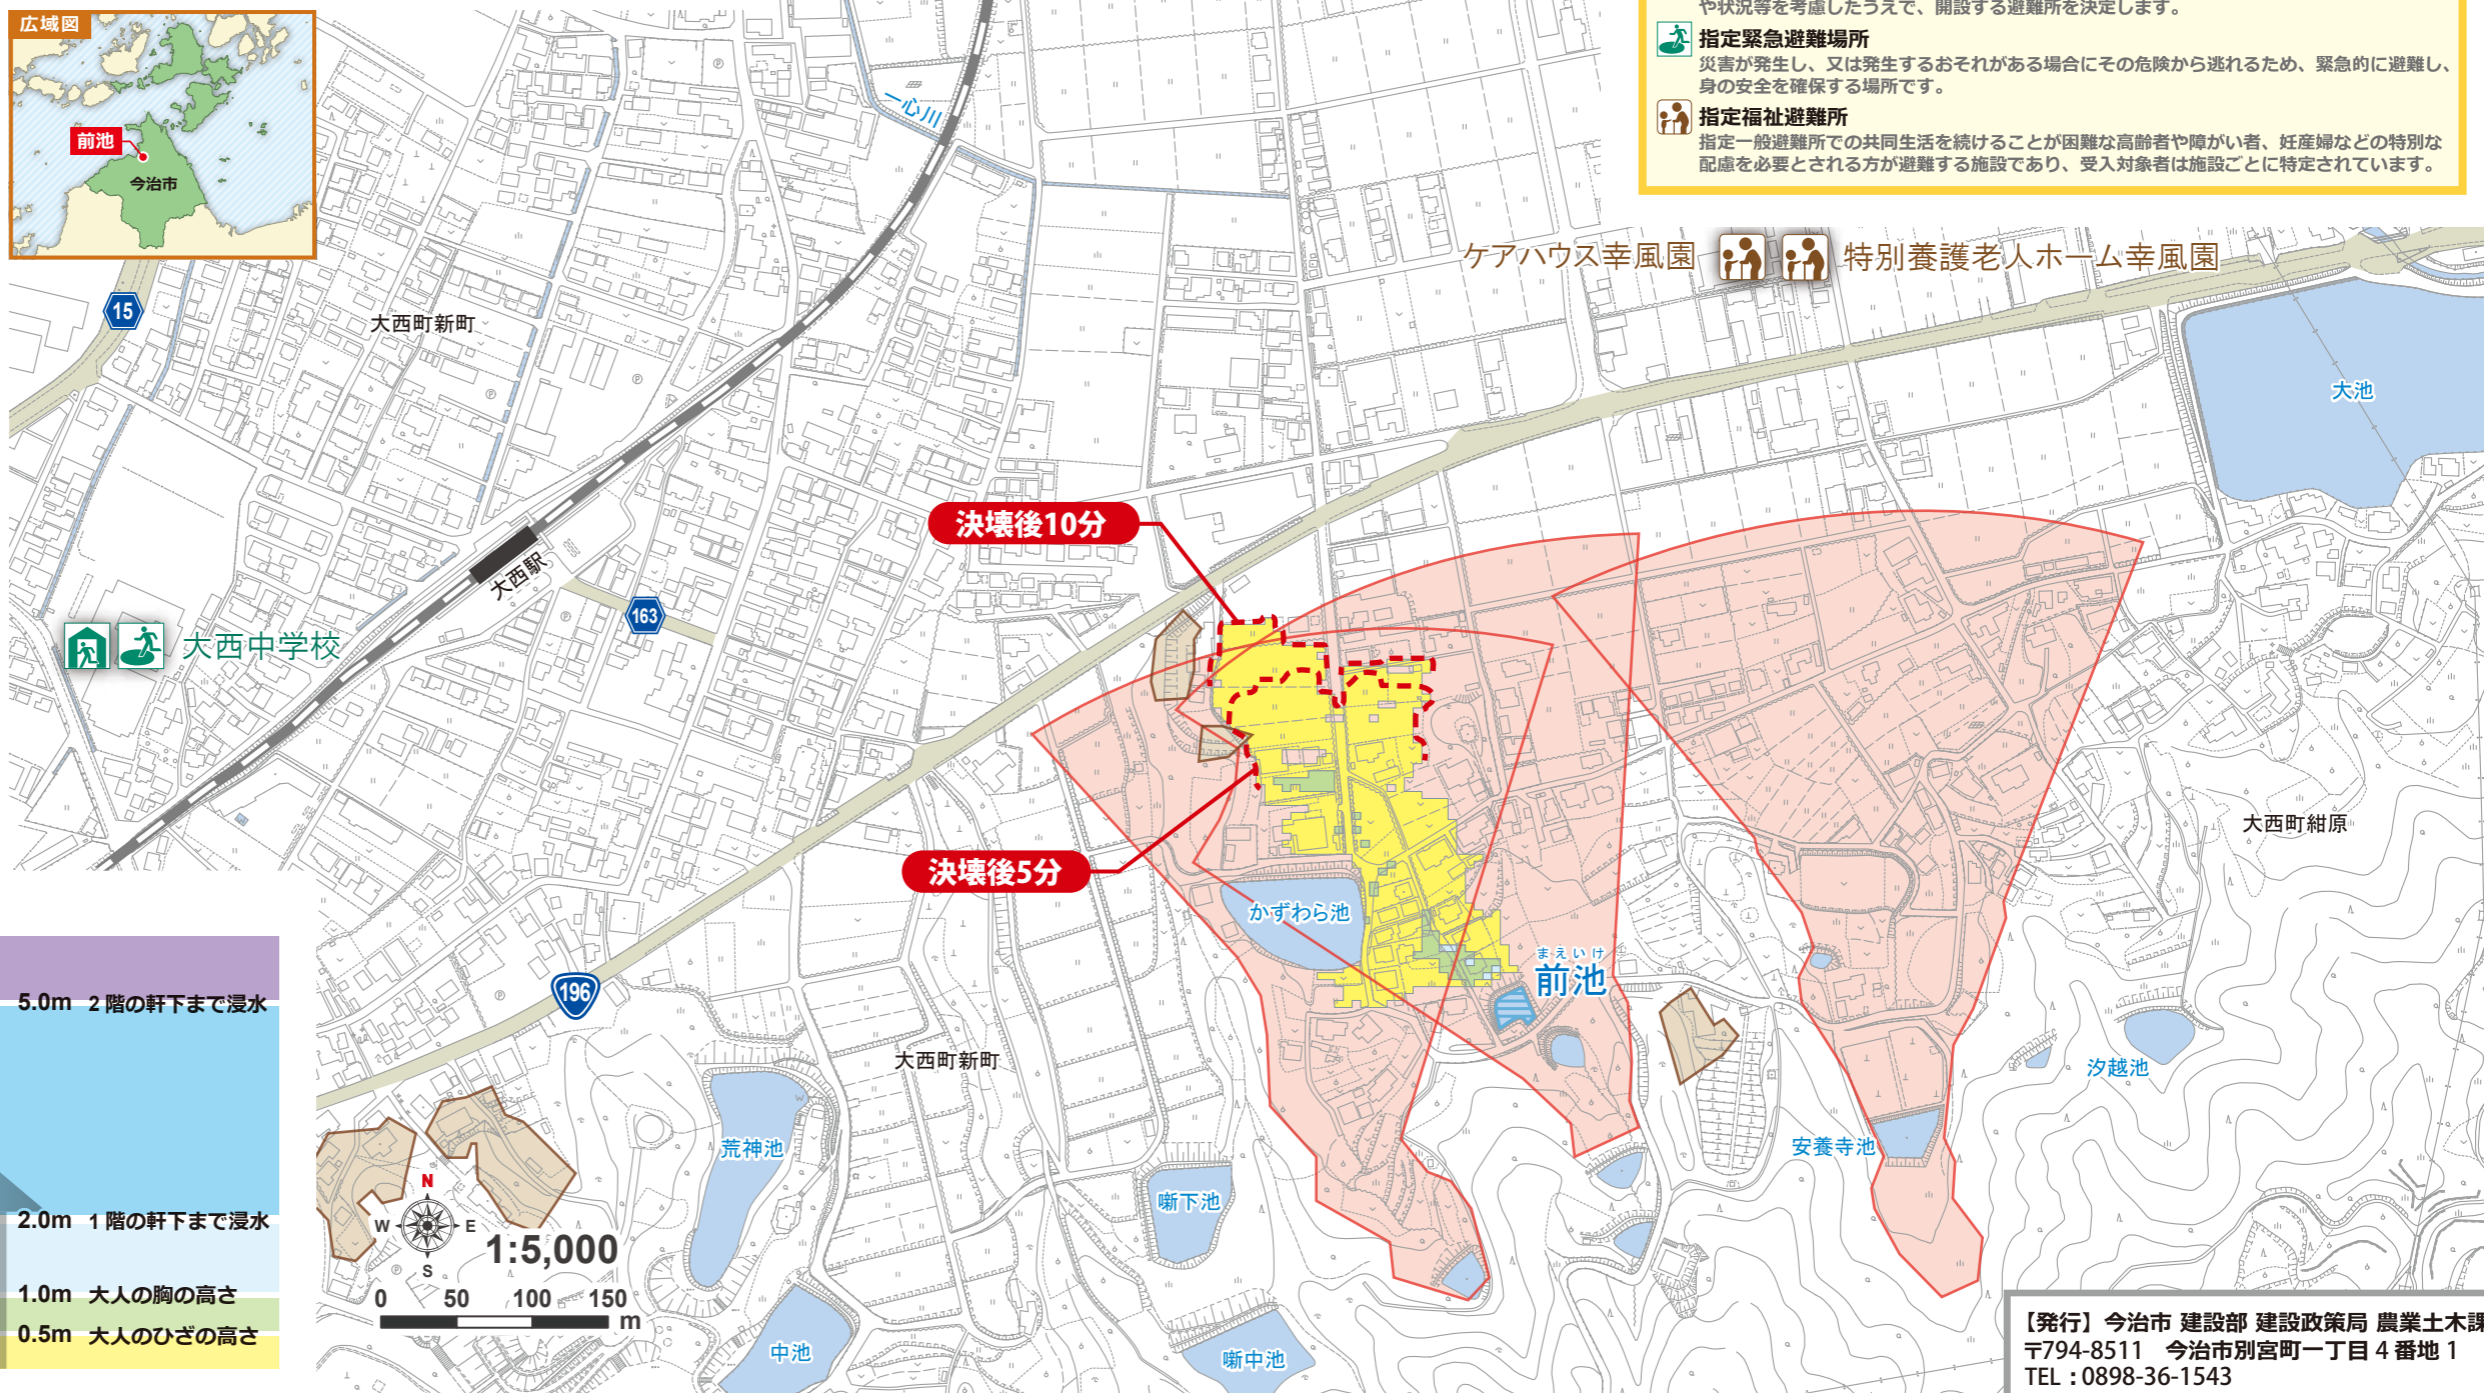 広域図
前池
今治市
や状況等を考慮したうえで、開設する避難所を決定します。
指定緊急避難場所
災害が発生し、又は発生するおそれがある場合にその危険から逃れるため、緊急的に避難し、
身の安全を確保する場所です。
指定福祉避難所
指定一般避難所での共同生活を続けることが困難な高齢者や障がい者、妊産婦などの特別な
配慮を必要とされる方が避難する施設であり、受入対象者は施設ごとに特定されています。
一心川
ケアハウス幸風園
特別養護老人ホーム幸風園
15
大西町新町
大池
決壊後10分
大西駅
163
大西中学校
大西町紺原
決壊後5分
かずわら池
まえいけ
前池
196
大西町新町
汐越池
荒神池
安養寺池
噺下池
中池
噺中池
5.0m 2階の軒下まで浸水
2.0m 1階の軒下まで浸水
1.0m 大人の胸の高さ
0.5m 大人のひざの高さ
N
W E
S
1:5,000
0 50 100 150
m
【発行】今治市 建設部 建設政策局 農業土木課
〒794-8511 今治市別宮町一丁目4番地1
TEL:0898-36-1543